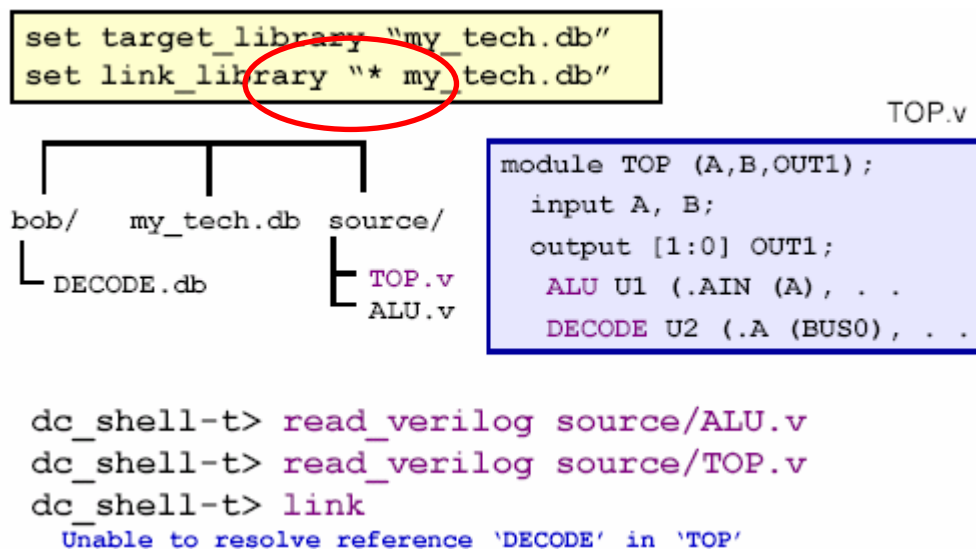 set target_library “my_tech.db”
set link_library “* my_tech.db”
TOP.v
bob/ my_tech.db source/
DECODE.db
TOP.v
ALU.v
module TOP (A,B,OUT1);
input A, B;
output [1:0] OUT1;
ALU U1 (.AIN (A), . .
DECODE U2 (.A (BUS0), . .
dc_shell-t> read_verilog source/ALU.v
dc_shell-t> read_verilog source/TOP.v
dc_shell-t> link
Unable to resolve reference ‘DECODE’ in ‘TOP’